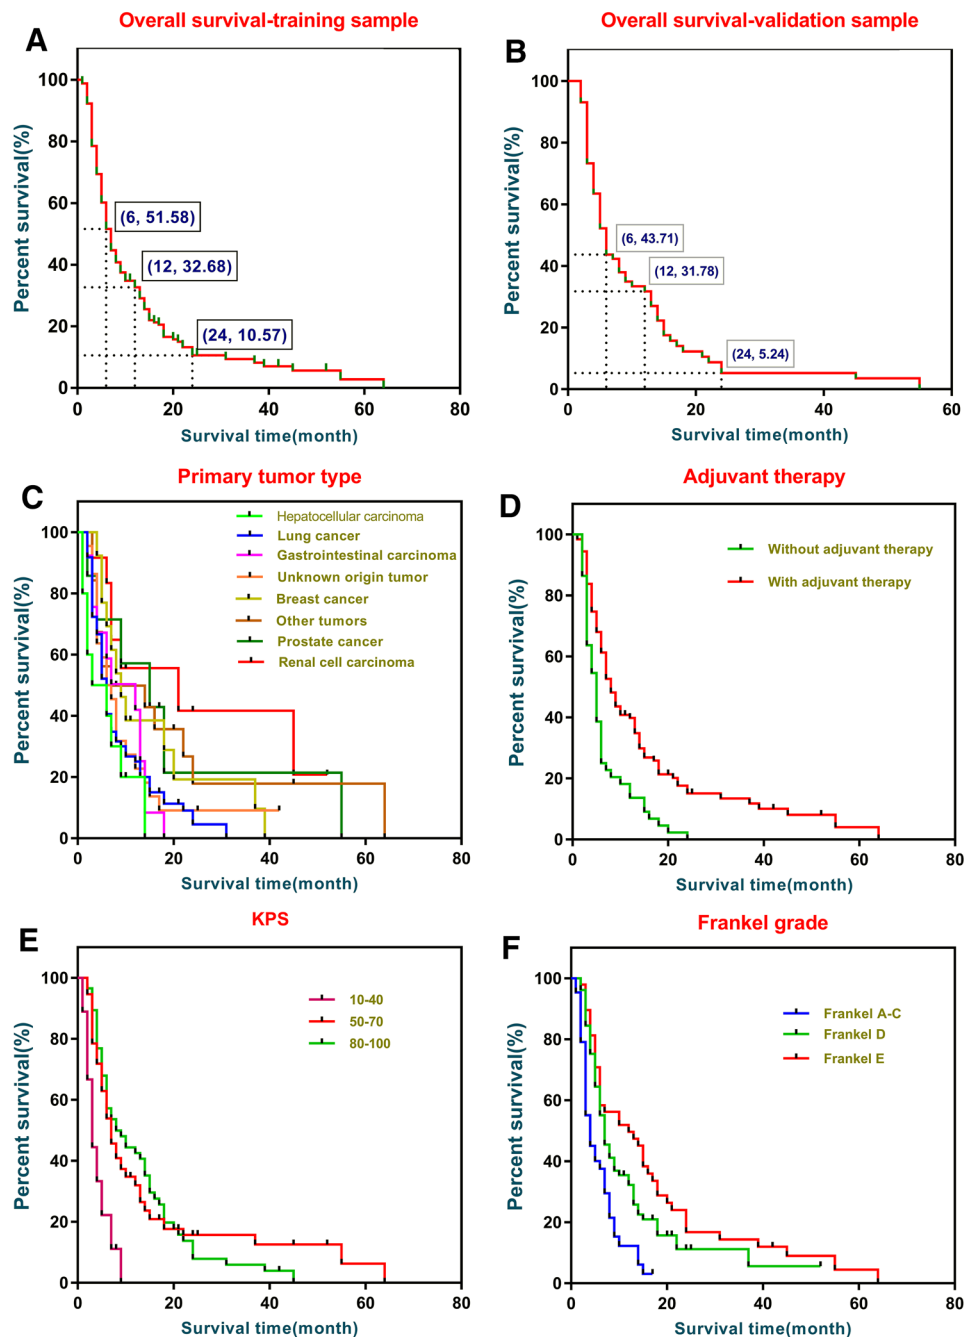 Overall survival-training sample
A
Percent survival(%)
100
80
60
40
20
0
(6, 51.58)
(12, 32.68)
(24, 10.57)
0 20 40 60 80
Survival time(month)
Overall survival-validation sample
B
Percent survival(%)
100
80
60
40
20
0
(6, 43.71)
(12, 31.78)
(24, 5.24)
0 20 40 60
Survival time(month)
Primary tumor type
C
Percent survival(%)
100
80
60
40
20
0
Hepatocellular carcinoma
Lung cancer
Gastrointestinal carcinoma
Unknown origin tumor
Breast cancer
Other tumors
Prostate cancer
Renal cell carcinoma
0 20 40 60 80
Survival time(month)
Adjuvant therapy
D
Percent survival(%)
100
80
60
40
20
0
Without adjuvant therapy
With adjuvant therapy
0 20 40 60 80
Survival time(month)
KPS
E
Percent survival(%)
100
80
60
40
20
0
10-40
50-70
80-100
0 20 40 60 80
Survival time(month)
Frankel grade
F
Percent survival(%)
100
80
60
40
20
0
Frankel A-C
Frankel D
Frankel E
0 20 40 60 80
Survival time(month)